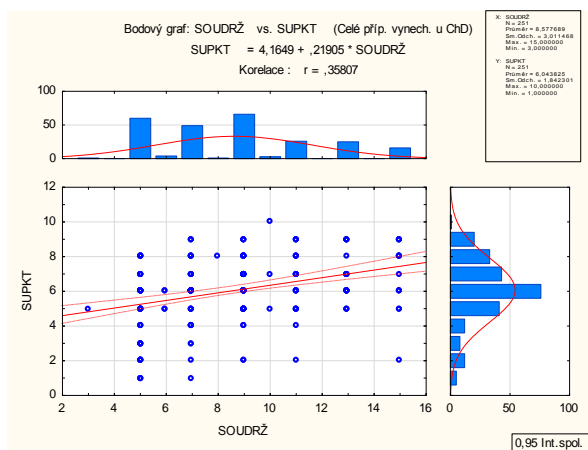 Bodový graf: SOUDRŽ vs. SUPKT (Celé příp. vynech. u ChD)
SUPKT = 4,1649 + ,21905 * SOUDRŽ
Korelace : r = ,35807
X: SOUDRŽ
N = 251
Průměr = 8,577689
Sm.Odch. = 3,011468
Max. = 15,000000
Min. = 3,000000
Y: SUPKT
N = 251
Průměr = 6,043825
Sm.Odch. = 1,842301
Max. = 10,000000
Min. = 1,000000
100
50
0
12
10
8
6
4
2
0
SUPKT
2 4 6 8 10 12 14 16
SOUDRŽ
0 50 100
0,95 Int.spol.